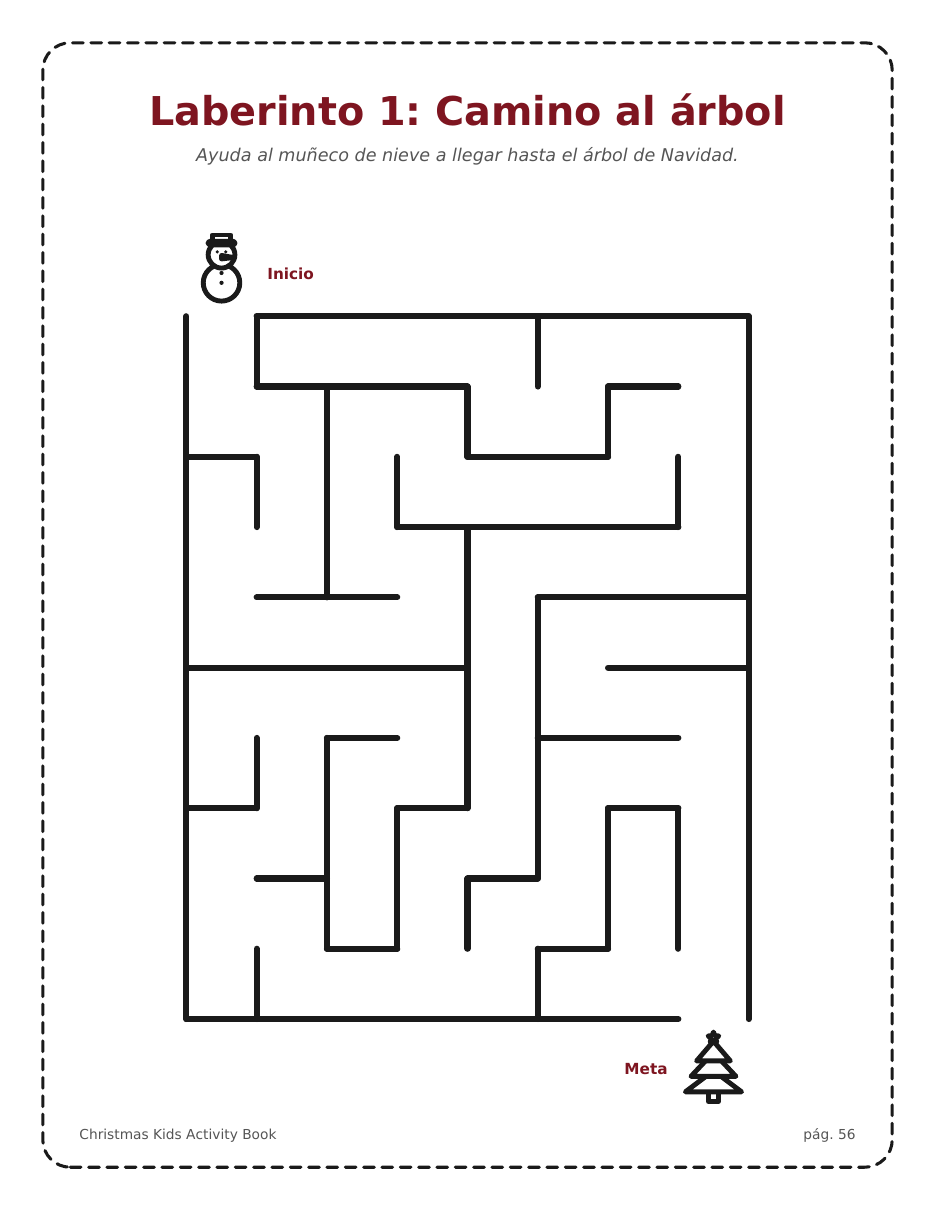 Laberinto 1: Camino al árbol
Ayuda al muñeco de nieve a llegar hasta el árbol de Navidad.
Inicio
Meta
Christmas Kids Activity Book
pág. 56